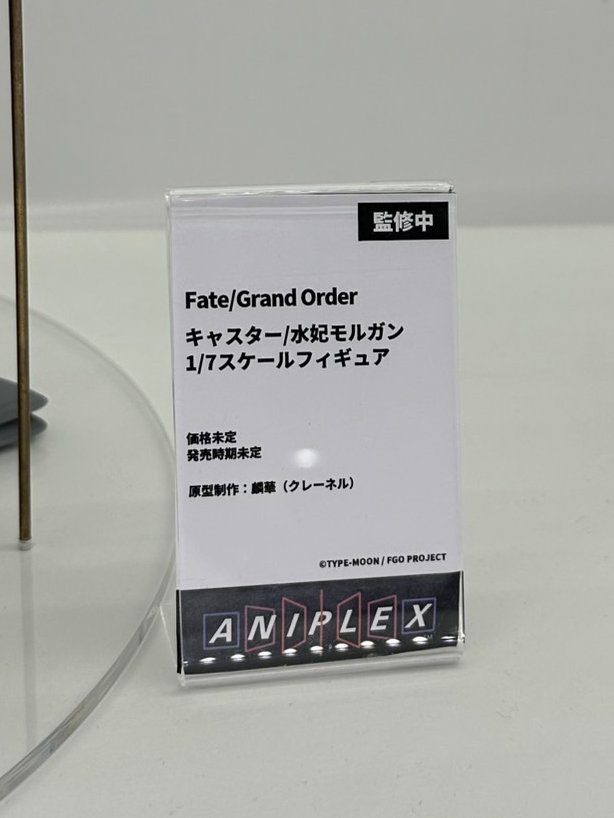 監修中
Fate/Grand Order
キャスター/水妃モルガン
1/7スケールフィギュア
価格未定
発売時期未定
原型制作：麟華（クレーネル）
©TYPE-MOON / FGO PROJECT
ANIPLEX